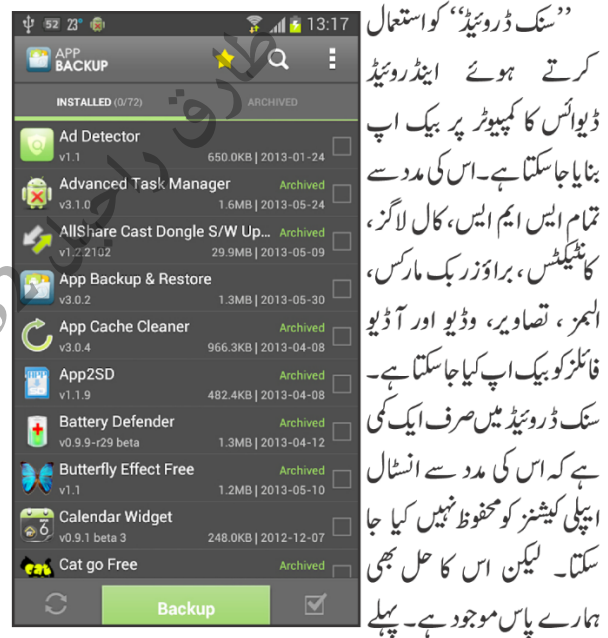 ’’سنک ڈروئیڈ‘‘ کو استعمال
کرتے ہوئے اینڈروئیڈ
ڈیوائس کا کمپیوٹر پر بیک اپ
بنایا جاسکتا ہے۔ اس کی مدد سے
تمام ایس ایم ایس، کال لاگز،
کانٹیکٹس، براؤزر بک مارکس،
البمز، تصاویر، وڈیو اور آڈیو
فائلز کو بیک اپ کیا جاسکتا ہے۔
سنک ڈروئیڈ میں صرف ایک کمی
ہے کہ اس کی مدد سے انسٹال
ایپلی کیشنز کو محفوظ نہیں کیا جا
سکتا۔ لیکن اس کا حل بھی
ہمارے پاس موجود ہے۔ پہلے
52 23° 13:17
APP
BACKUP
INSTALLED (0/72) ARCHIVED
Ad Detector
v1.1 650.0KB | 2013-01-24
Advanced Task Manager Archived
v3.1.0 1.6MB | 2013-05-24
AllShare Cast Dongle S/W Up... Archived
v1.2.2102 29.9MB | 2013-05-09
App Backup & Restore
v3.0.2 1.3MB | 2013-05-30
App Cache Cleaner Archived
v3.0.4 966.3KB | 2013-04-08
App2SD Archived
v1.1.9 482.4KB | 2013-04-08
Battery Defender Archived
v0.9.9-r29 beta 1.3MB | 2013-04-12
Butterfly Effect Free Archived
v1.1 1.2MB | 2013-05-10
Calendar Widget
6
v0.9.1 beta 3 248.0KB | 2012-12-07
Cat go Free Archived
Backup
طارق راحیل